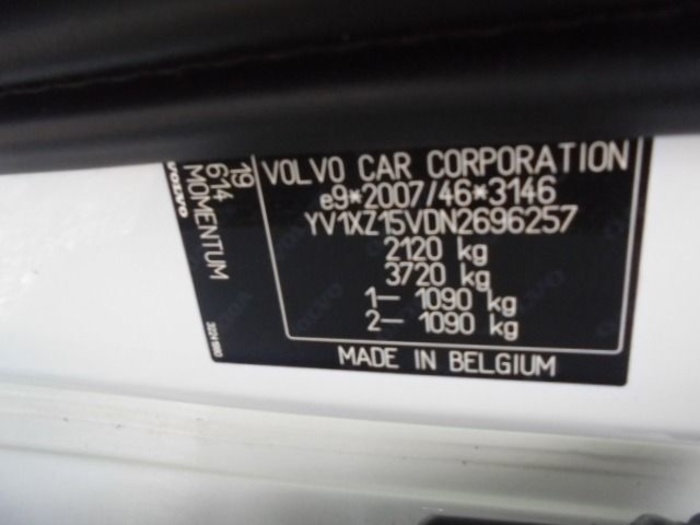 VOLVO CAR CORPORATION
e9*2007/46*3146
YV1XZ15VDN2696257
2120 kg
3720 kg
1– 1090 kg
2– 1090 kg
MADE IN BELGIUM
19
614
MOMENTUM
VOLVO